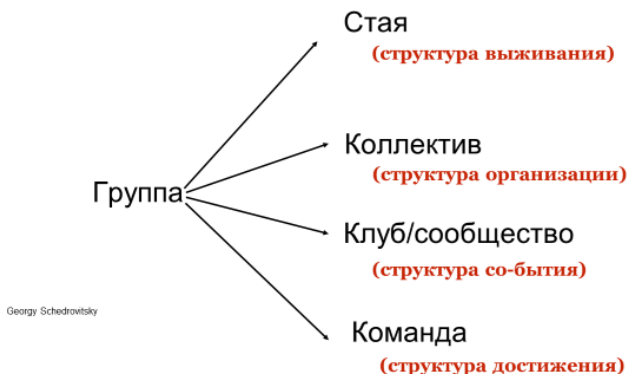 Стая
(структура выживания)
Коллектив
(структура организации)
Группа
Клуб/сообщество
(структура со-бытия)
Georgy Schedrovitsky
Команда
(структура достижения)